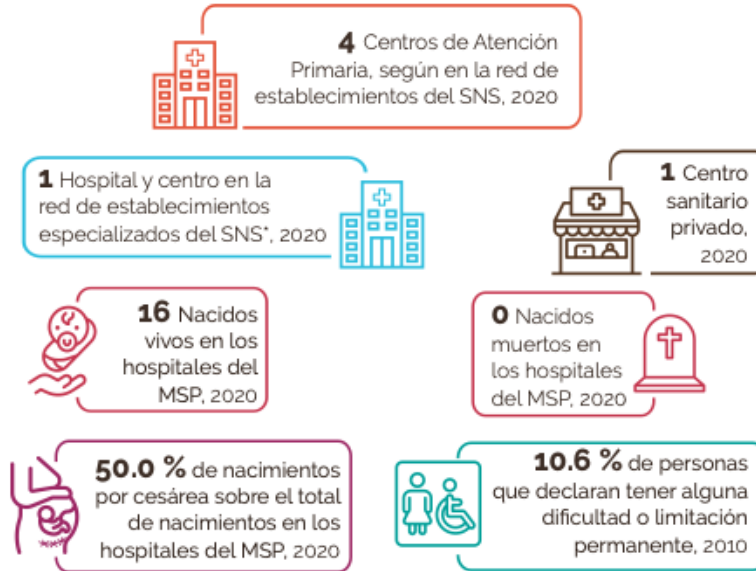 4 Centros de Atención
Primaria, según en la red de
establecimientos del SNS, 2020
1 Hospital y centro en la
red de establecimientos
especializados del SNS*, 2020
1 Centro
sanitario
privado,
2020
16 Nacidos
vivos en los
hospitales del
MSP, 2020
0 Nacidos
muertos en
los hospitales
del MSP, 2020
50.0 % de nacimientos
por cesárea sobre el total
de nacimientos en los
hospitales del MSP, 2020
10.6 % de personas
que declaran tener alguna
dificultad o limitación
permanente, 2010